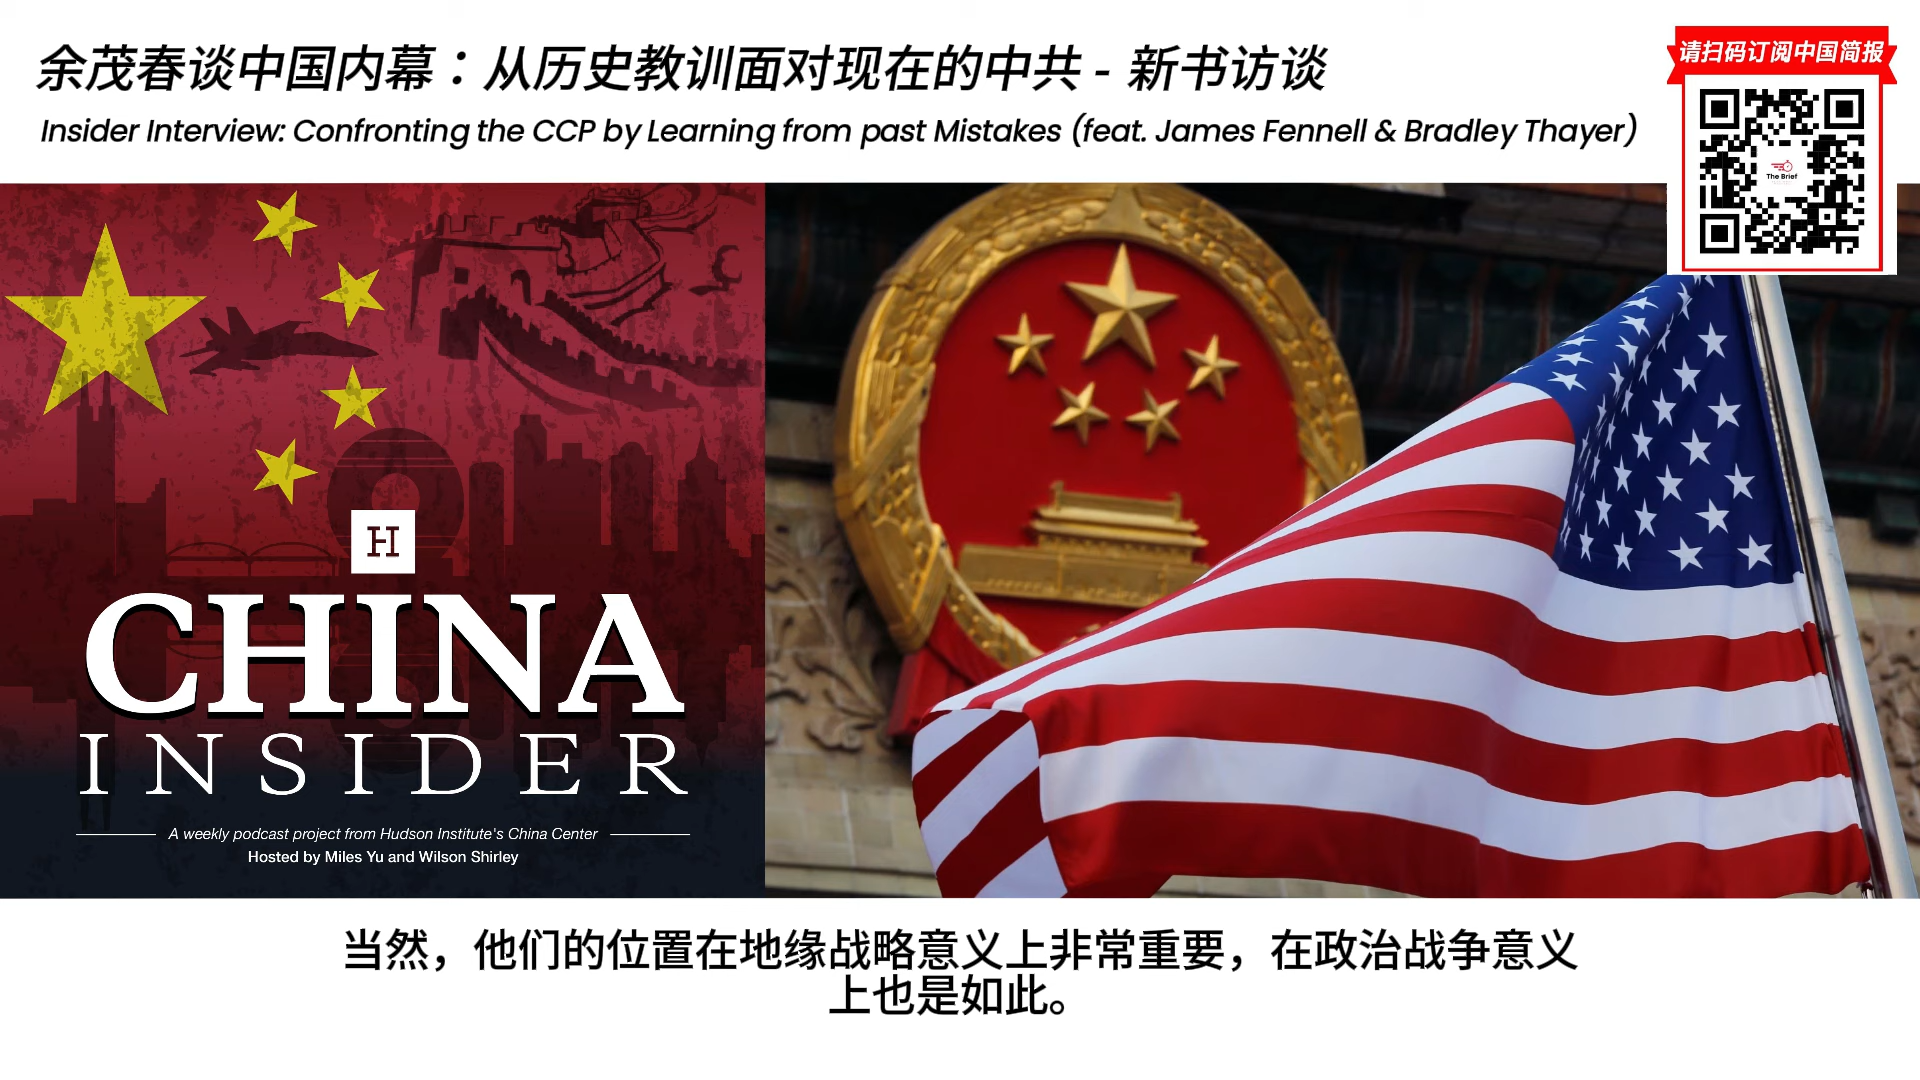 余茂春谈中国内幕：从历史教训面对现在的中共 - 新书访谈
Insider Interview: Confronting the CCP by Learning from past Mistakes (feat. James Fennell & Bradley Thayer)
请扫码订阅中国简报
The Brief
H
CHINA
INSIDER
A weekly podcast project from Hudson Institute's China Center
Hosted by Miles Yu and Wilson Shirley
当然，他们的位置在地缘战略意义上非常重要，在政治战争意义
上也是如此。